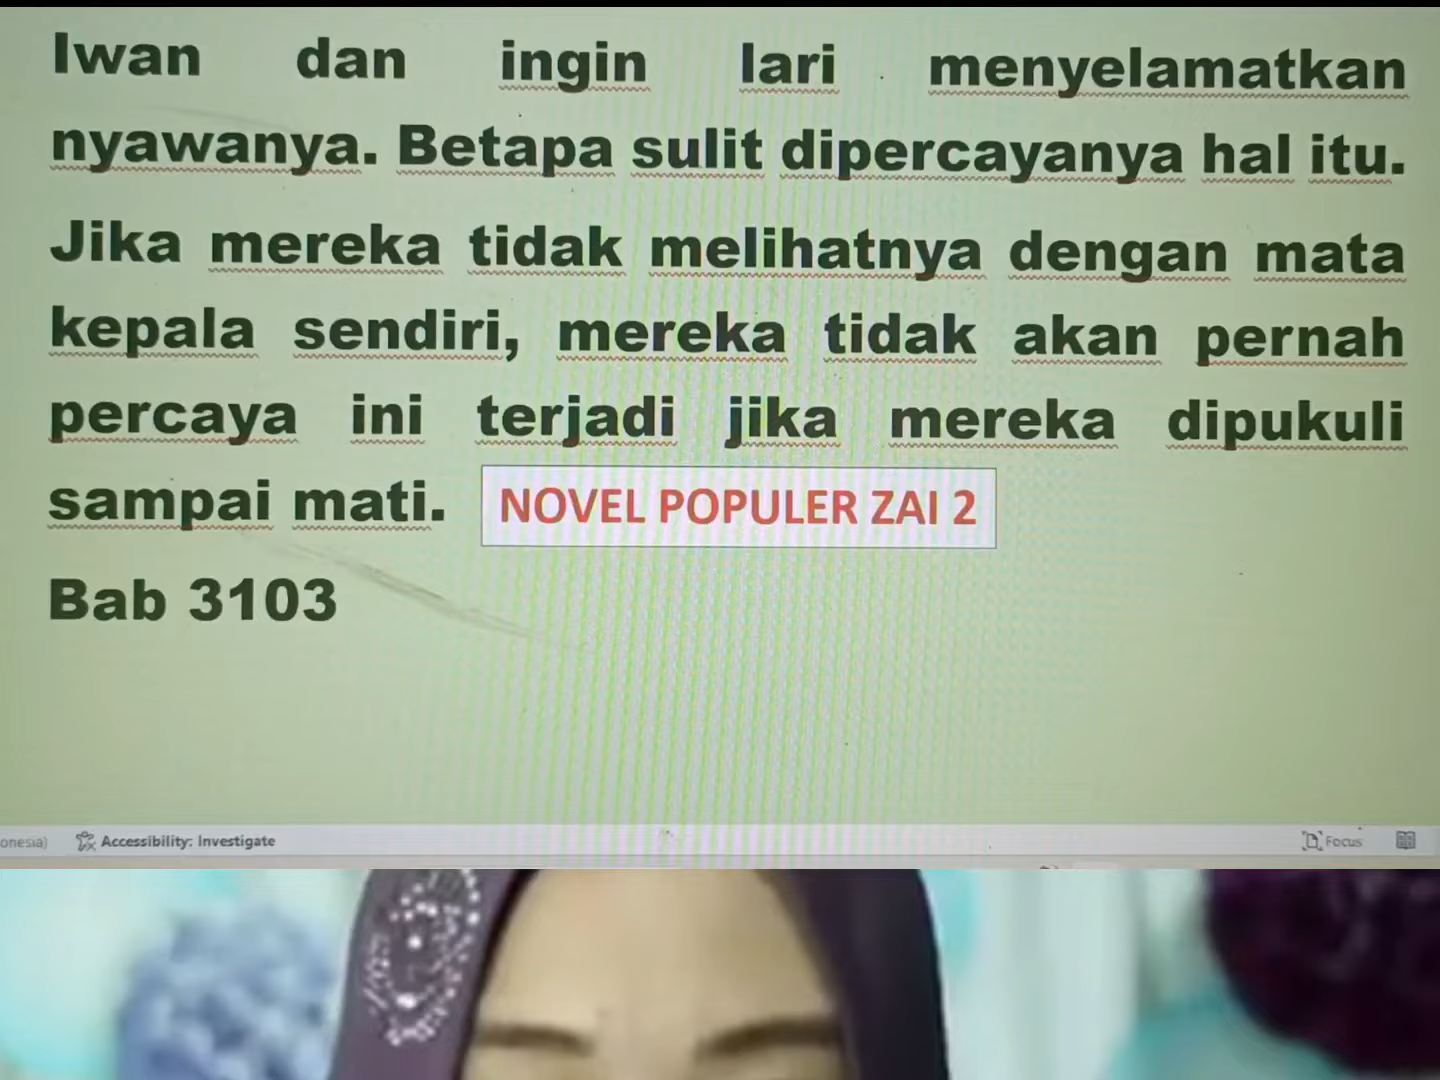 Iwan dan ingin lari menyelamatkan
nyawanya. Betapa sulit dipercayanya hal itu.
Jika mereka tidak melihatnya dengan mata
kepala sendiri, mereka tidak akan pernah
percaya ini terjadi jika mereka dipukuli
sampai mati. NOVEL POPULER ZAI 2
Bab 3103
onesia) Accessibility: Investigate Focus